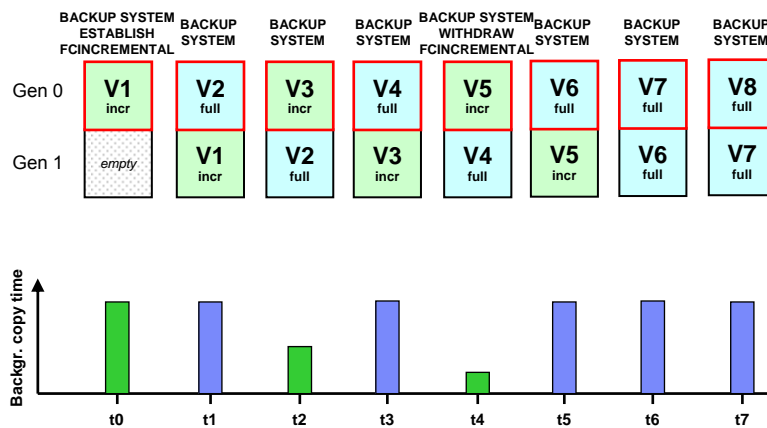 BACKUP SYSTEM
ESTABLISH
FCINCREMENTAL
BACKUP
SYSTEM
BACKUP
SYSTEM
BACKUP
SYSTEM
BACKUP SYSTEM
WITHDRAW
FCINCREMENTAL
BACKUP
SYSTEM
BACKUP
SYSTEM
BACKUP
SYSTEM
Gen 0
V1
incr
V2
full
V3
incr
V4
full
V5
incr
V6
full
V7
full
V8
full
Gen 1
empty
V1
incr
V2
full
V3
incr
V4
full
V5
incr
V6
full
V7
full
Backgr. copy time
t0
t1
t2
t3
t4
t5
t6
t7